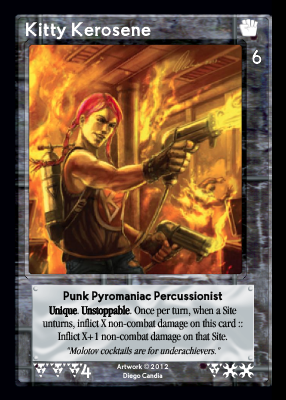 Kitty Kerosene
6
Punk Pyromaniac Percussionist
Unique. Unstoppable. Once per turn, when a Site
unturns, inflict X non-combat damage on this card ::
Inflict X+1 non-combat damage on that Site.
"Molotov cocktails are for underachievers."
4
Artwork © 2012
Diego Candia